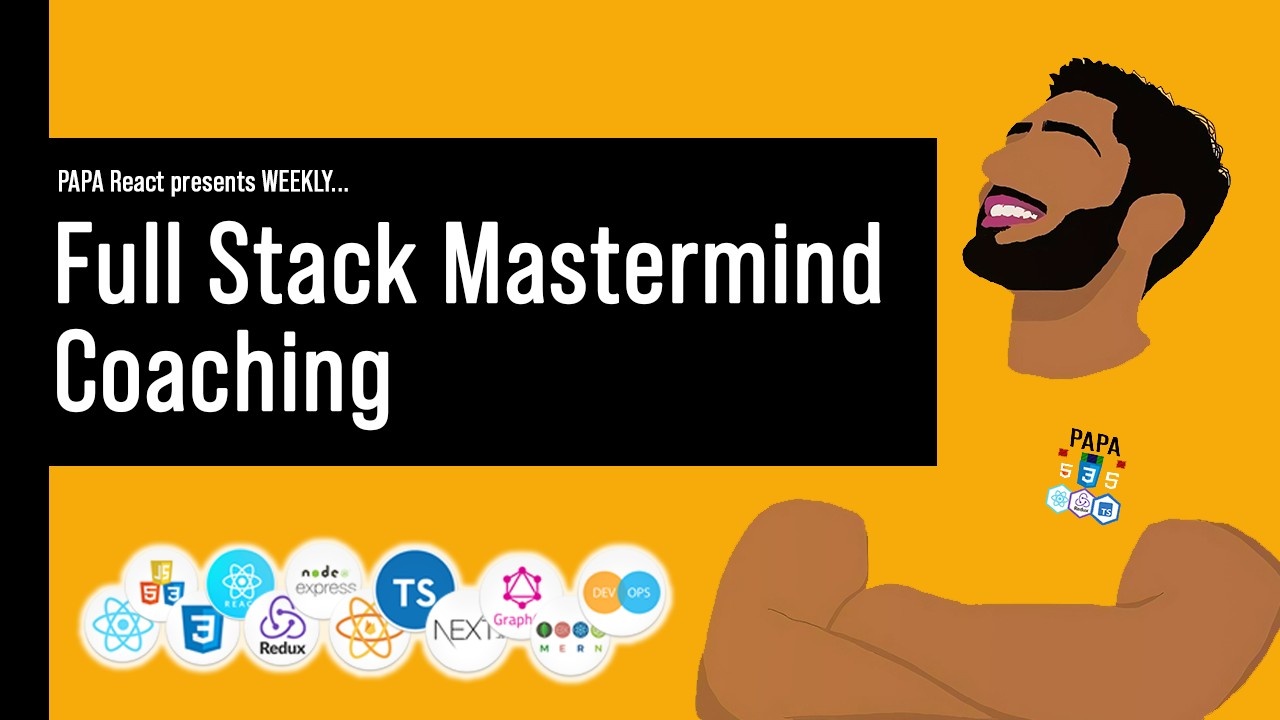 PAPA React presents WEEKLY...
Full Stack Mastermind
Coaching
PAPA
5 3 5
Redux TS
JS
5 3
REACT
node
express
TS
GraphQL
DEV OPS
3
Redux
NEXT
MERN